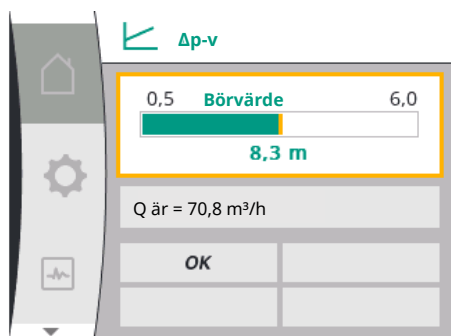 Δp-v
0,5 Börvärde 6,0
8,3 m
Q är = 70,8 m³/h
OK